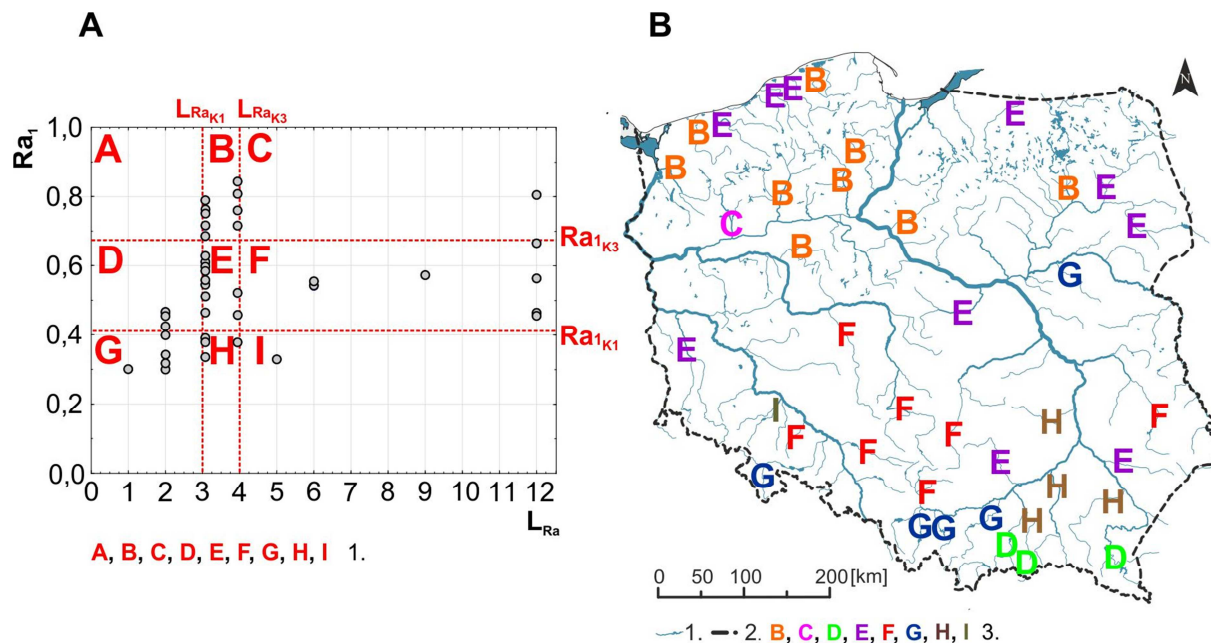 A
L_RaK1 L_RaK3
Ra1
1,0
0,8
0,6
0,4
0,2
0,0
A B C
D E F
G H I
Ra1K3
Ra1K1
0 1 2 3 4 5 6 7 8 9 10 11 12
L_Ra
A, B, C, D, E, F, G, H, I 1.
B
N
B
E E
E
B E
B
B
B B
B E
B
E
C B
B
G
E
F
E
I F F
H
F F
F E E
G
F H
H
G G G H
D D D
0 50 100 200 [km]
1. 2. B, C, D, E, F, G, H, I 3.